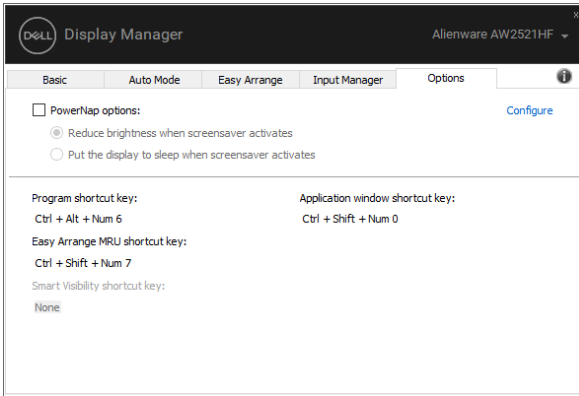 DELL Display Manager
Alienware AW2521HF
Basic Auto Mode Easy Arrange Input Manager Options
PowerNap options: Configure
Reduce brightness when screensaver activates
Put the display to sleep when screensaver activates
Program shortcut key: Application window shortcut key:
Ctrl + Alt + Num 6 Ctrl + Shift + Num 0
Easy Arrange MRU shortcut key:
Ctrl + Shift + Num 7
Smart Visibility shortcut key:
None